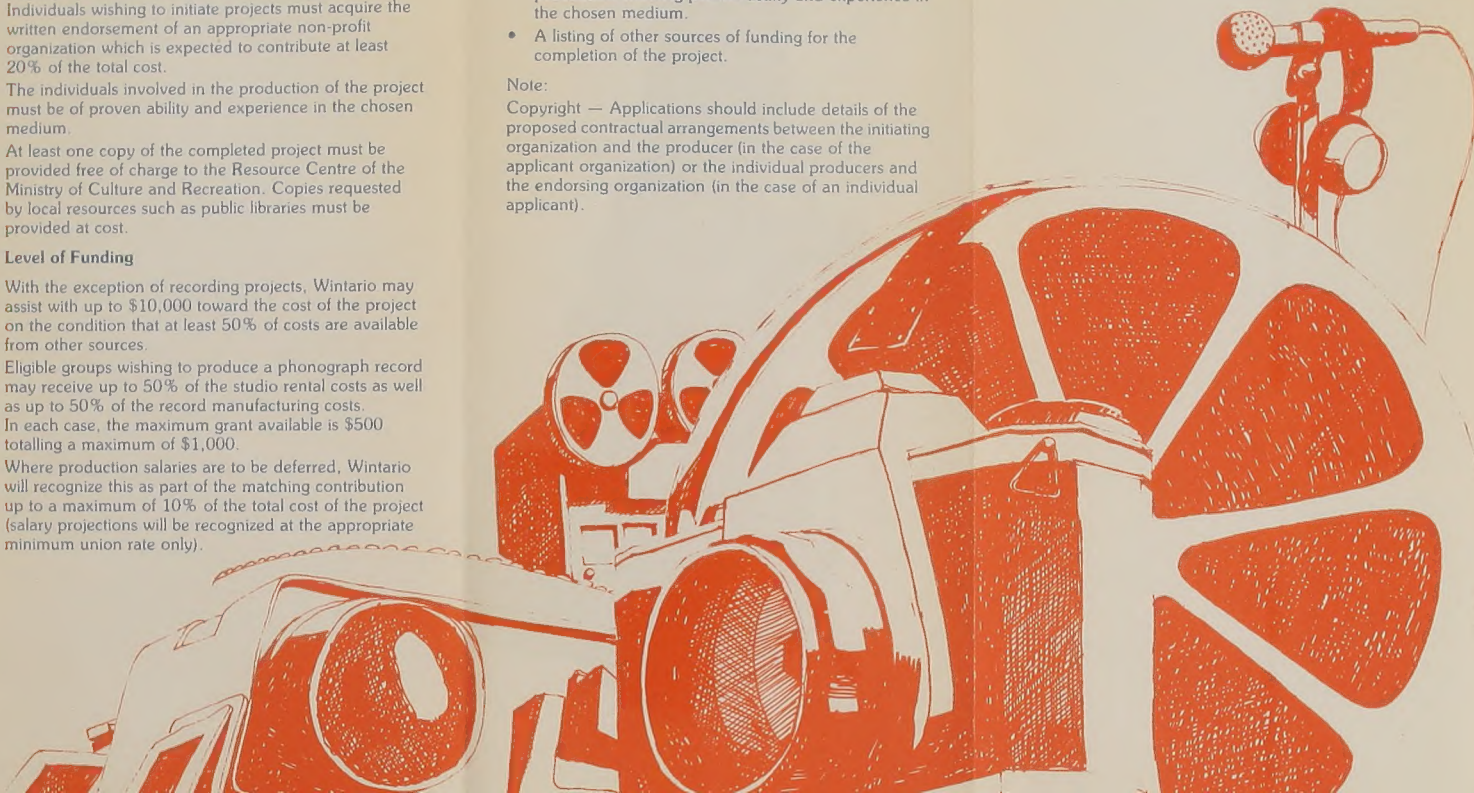 Individuals wishing to initiate projects must acquire the
written endorsement of an appropriate non-profit
organization which is expected to contribute at least
20% of the total cost.
The individuals involved in the production of the project
must be of proven ability and experience in the chosen
medium.
At least one copy of the completed project must be
provided free of charge to the Resource Centre of the
Ministry of Culture and Recreation. Copies requested
by local resources such as public libraries must be
provided at cost.
Level of Funding
With the exception of recording projects, Wintario may
assist with up to $10,000 toward the cost of the project
on the condition that at least 50% of costs are available
from other sources.
Eligible groups wishing to produce a phonograph record
may receive up to 50% of the studio rental costs as well
as up to 50% of the record manufacturing costs.
In each case, the maximum grant available is $500
totalling a maximum of $1,000.
Where production salaries are to be deferred, Wintario
will recognize this as part of the matching contribution
up to a maximum of 10% of the total cost of the project
(salary projections will be recognized at the appropriate
minimum union rate only).
the chosen medium.
• A listing of other sources of funding for the
completion of the project.
Note:
Copyright — Applications should include details of the
proposed contractual arrangements between the initiating
organization and the producer (in the case of the
applicant organization) or the individual producers and
the endorsing organization (in the case of an individual
applicant).